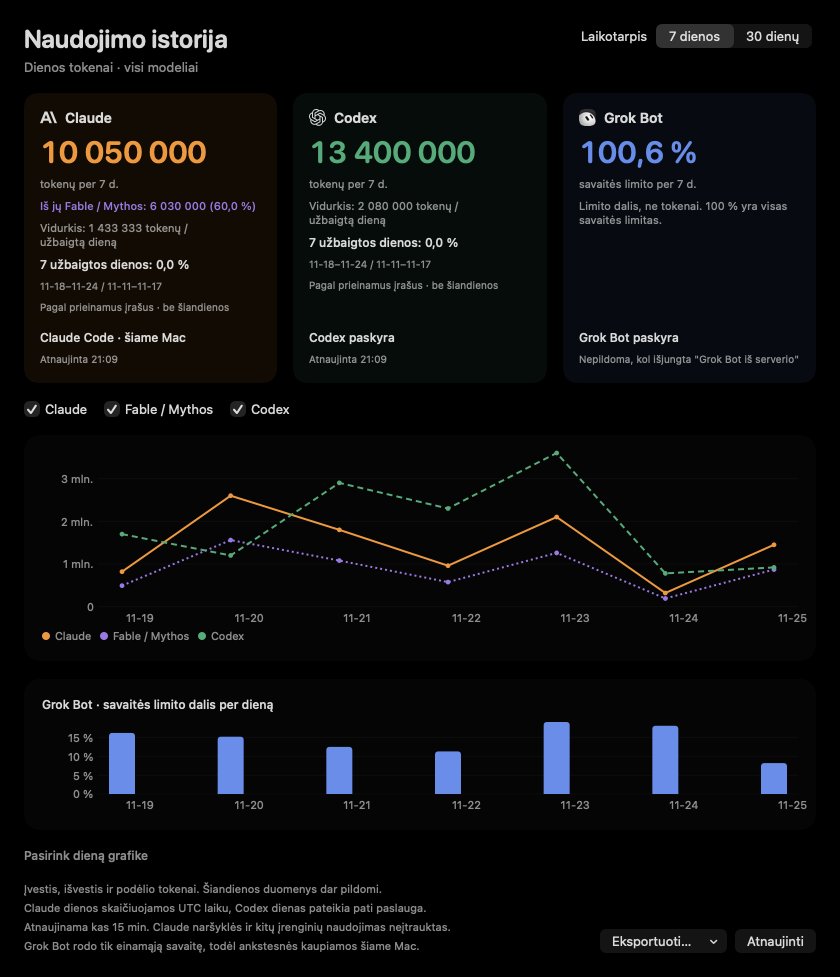 Naudojimo istorija
Dienos tokenai · visi modeliai
Laikotarpis 7 dienos 30 dienų
Claude
10 050 000
tokenų per 7 d.
Iš jų Fable / Mythos: 6 030 000 (60,0 %)
Vidurkis: 1 433 333 tokenų /
užbaigtą dieną
7 užbaigtos dienos: 0,0 %
11-18–11-24 / 11-11–11-17
Pagal prieinamus įrašus · be šiandienos
Claude Code · šiame Mac
Atnaujinta 21:09
Codex
13 400 000
tokenų per 7 d.
Vidurkis: 2 080 000 tokenų /
užbaigtą dieną
7 užbaigtos dienos: 0,0 %
11-18–11-24 / 11-11–11-17
Pagal prieinamus įrašus · be šiandienos
Codex paskyra
Atnaujinta 21:09
Grok Bot
100,6 %
savaitės limito per 7 d.
Limito dalis, ne tokenai. 100 % yra visas
savaitės limitas.
Grok Bot paskyra
Nepildoma, kol išjungta "Grok Bot iš serverio"
Claude Fable / Mythos Codex
3 mln.
2 mln.
1 mln.
0
11-19 11-20 11-21 11-22 11-23 11-24 11-25
Claude Fable / Mythos Codex
Grok Bot · savaitės limito dalis per dieną
15 %
10 %
5 %
0 %
11-19 11-20 11-21 11-22 11-23 11-24 11-25
Pasirink dieną grafike
Įvestis, išvestis ir podėlio tokenai. Šiandienos duomenys dar pildomi.
Claude dienos skaičiuojamos UTC laiku, Codex dienas pateikia pati paslauga.
Atnaujinama kas 15 min. Claude naršyklės ir kitų įrenginių naudojimas neįtrauktas.
Grok Bot rodo tik einamąją savaitę, todėl ankstesnės kaupiamos šiame Mac.
Eksportuoti... Atnaujinti